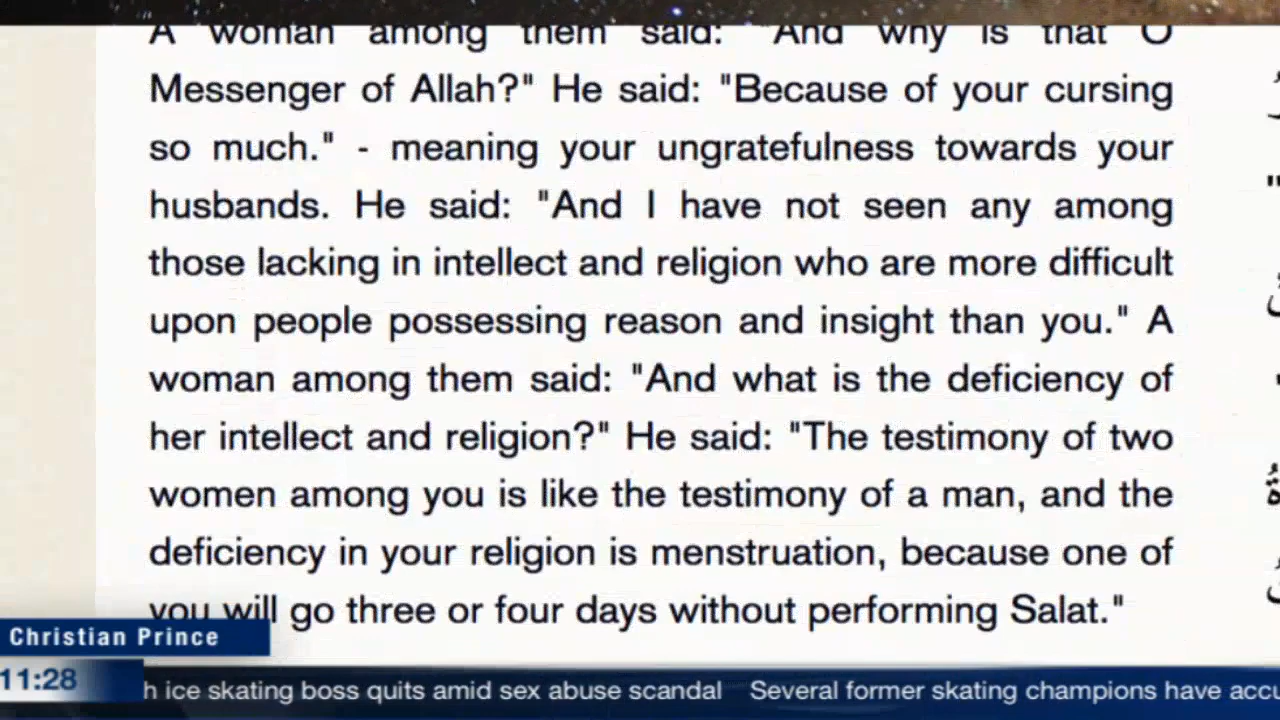 A woman among them said: "And why is that O
Messenger of Allah?" He said: "Because of your cursing
so much." - meaning your ungratefulness towards your
husbands. He said: "And I have not seen any among
those lacking in intellect and religion who are more difficult
upon people possessing reason and insight than you." A
woman among them said: "And what is the deficiency of
her intellect and religion?" He said: "The testimony of two
women among you is like the testimony of a man, and the
deficiency in your religion is menstruation, because one of
you will go three or four days without performing Salat."
Christian Prince
11:28
h ice skating boss quits amid sex abuse scandal Several former skating champions have accu